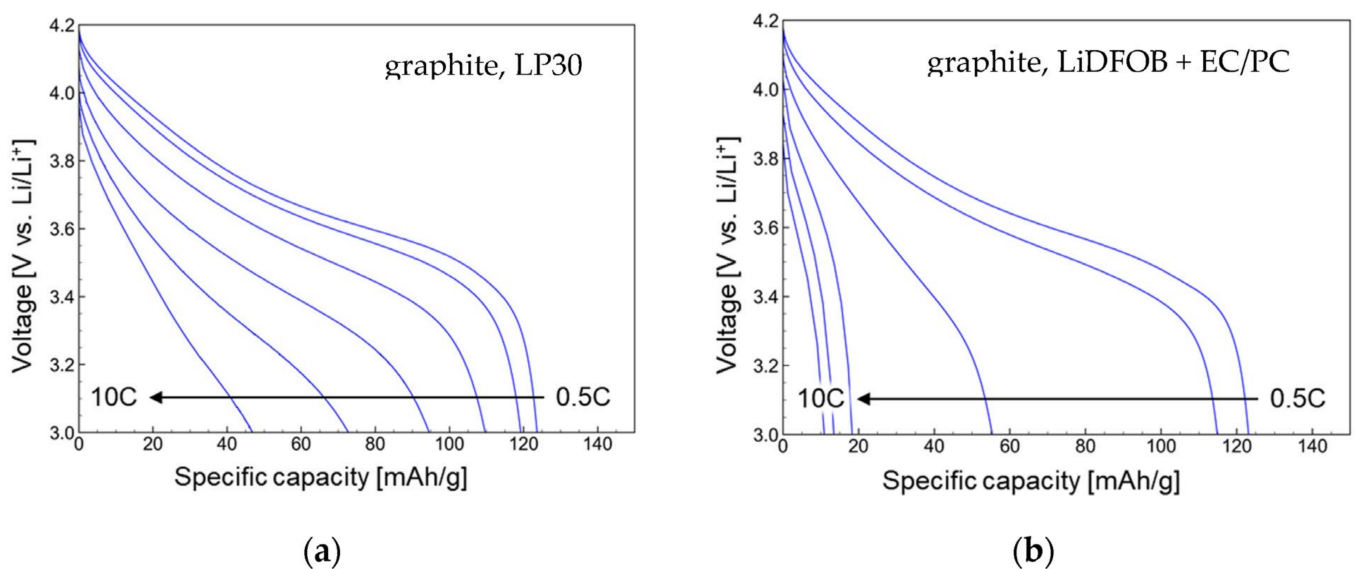 graphite, LP30
Voltage [V vs. Li/Li⁺]
4.2
4.0
3.8
3.6
3.4
3.2
3.0
10C
0.5C
0 20 40 60 80 100 120 140
Specific capacity [mAh/g]
(a)
graphite, LiDFOB + EC/PC
Voltage [V vs. Li/Li⁺]
4.2
4.0
3.8
3.6
3.4
3.2
3.0
10C
0.5C
0 20 40 60 80 100 120 140
Specific capacity [mAh/g]
(b)